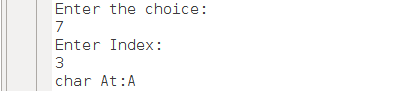 Enter the choice:
7
Enter Index:
3
char At:A